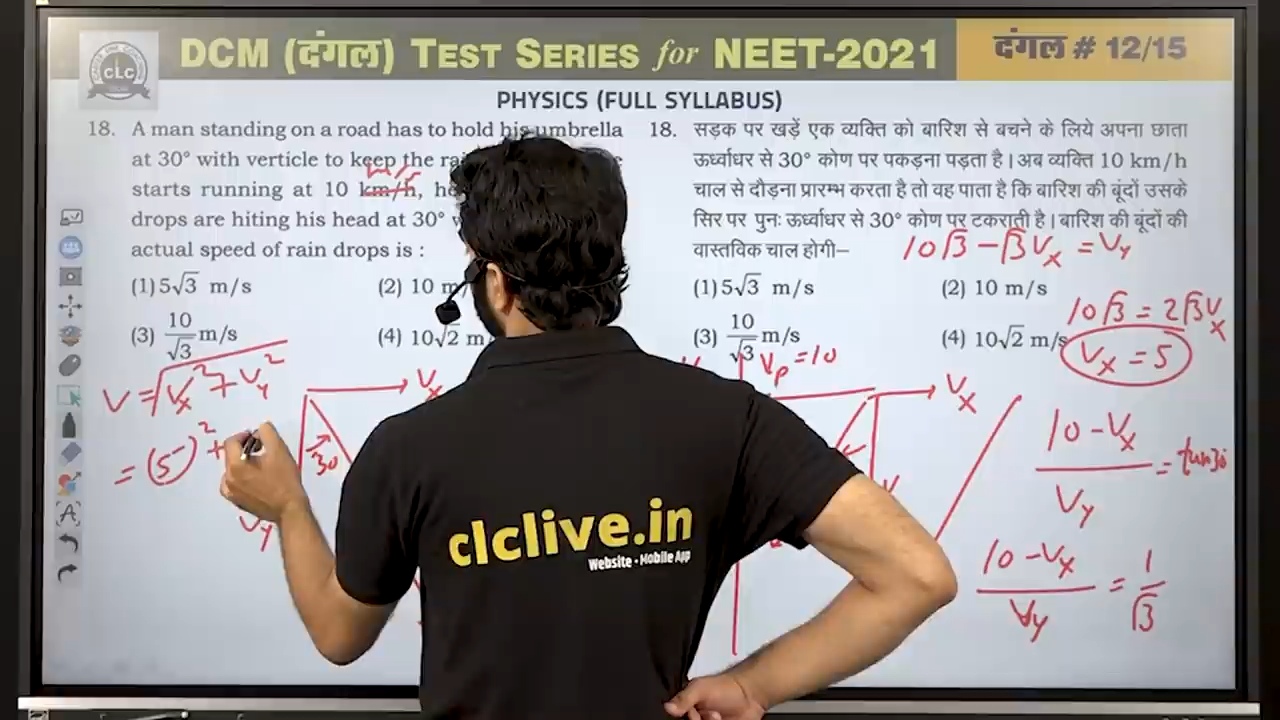 CLC
DCM (दंगल) TEST SERIES for NEET-2021
दंगल # 12/15
PHYSICS (FULL SYLLABUS)
18. A man standing on a road has to hold his umbrella
at 30° with verticle to keep the
starts running at 10 km/h,
m/s
drops are hiting his head at 30°
actual speed of rain drops is :
(1) 5√3 m/s
(2) 10 m/
(3) 10/√3 m/s
(4) 10√2 m
18. सड़क पर खड़ें एक व्यक्ति को बारिश से बचने के लिये अपना छाता
ऊर्ध्वाधर से 30° कोण पर पकड़ना पड़ता है। अब व्यक्ति 10 km/h
चाल से दौड़ना प्रारम्भ करता है तो वह पाता है कि बारिश की बूंदों उसके
सिर पर पुनः ऊर्ध्वाधर से 30° कोण पर टकराती है। बारिश की बूंदों की
वास्तविक चाल होगी–
(1) 5√3 m/s
(2) 10 m/s
(3) 10/√3 m/s
(4) 10√2 m/s
10√3 − √3 Vx = Vy
10√3 = 2√3 Vx
Vx = 5
V = √Vx² + Vy²
= (5)² +
Vx
30
Vy
Vp = 10
Vx
10 − Vx / Vy = tan30
10 − Vx / Vy = 1/√3
clclive.in
Website • Mobile App